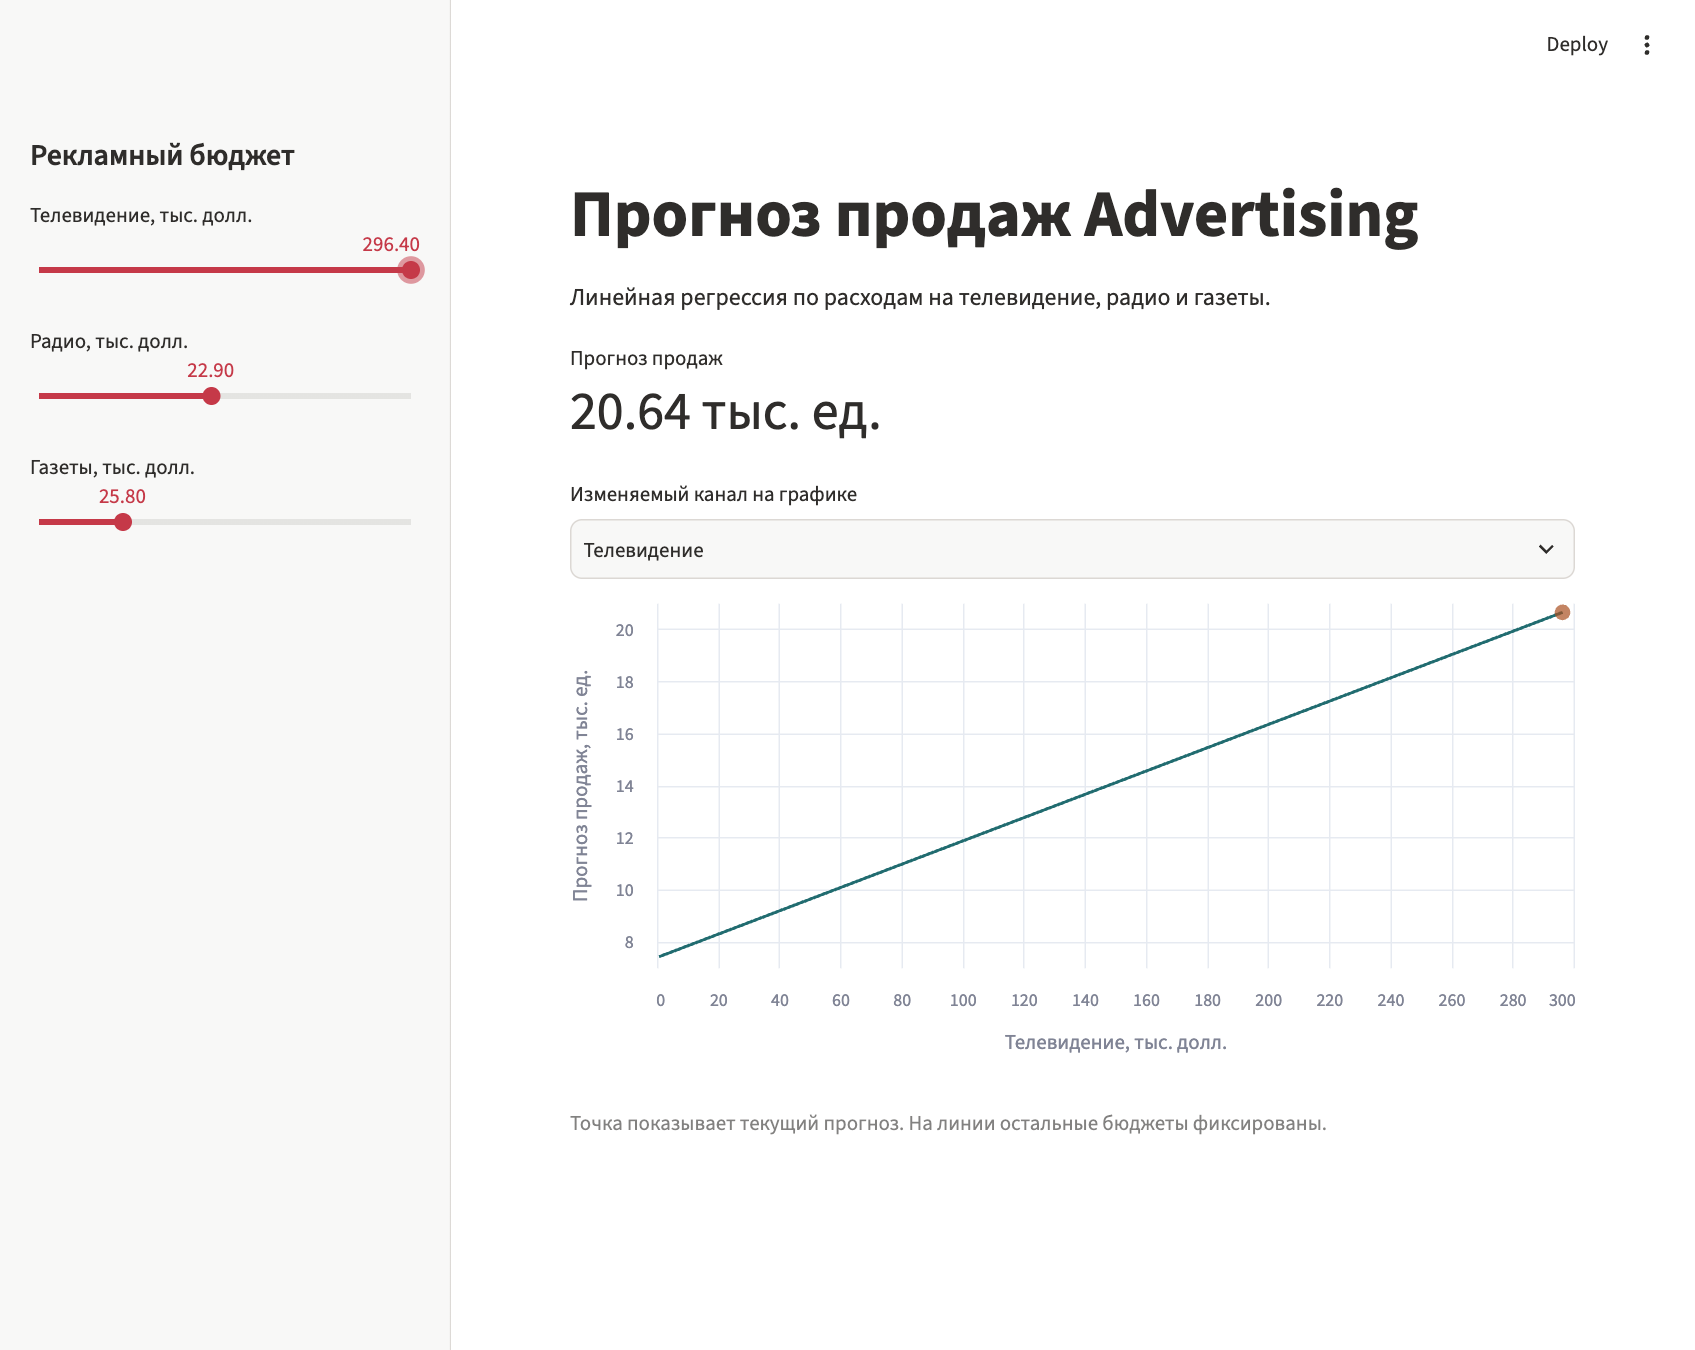 Deploy
Рекламный бюджет
Телевидение, тыс. долл.
296.40
Радио, тыс. долл.
22.90
Газеты, тыс. долл.
25.80
Прогноз продаж Advertising
Линейная регрессия по расходам на телевидение, радио и газеты.
Прогноз продаж
20.64 тыс. ед.
Изменяемый канал на графике
Телевидение
Прогноз продаж, тыс. ед.
20
18
16
14
12
10
8
0 20 40 60 80 100 120 140 160 180 200 220 240 260 280 300
Телевидение, тыс. долл.
Точка показывает текущий прогноз. На линии остальные бюджеты фиксированы.